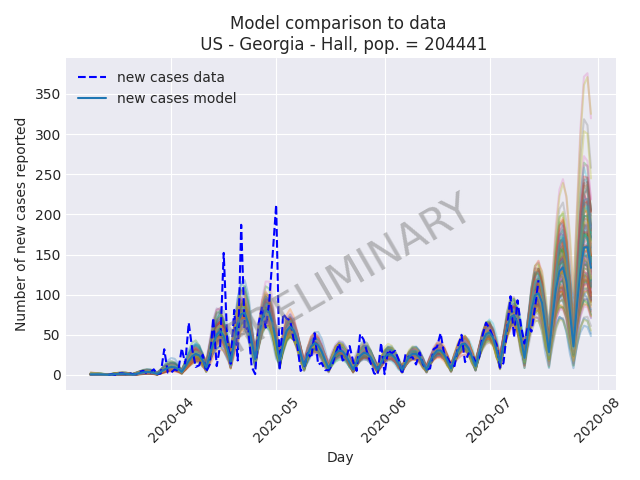 Model comparison to data
US - Georgia - Hall, pop. = 204441
new cases data
new cases model
Number of new cases reported
350
300
250
200
150
100
50
0
PRELIMINARY
2020-04
2020-05
2020-06
2020-07
2020-08
Day